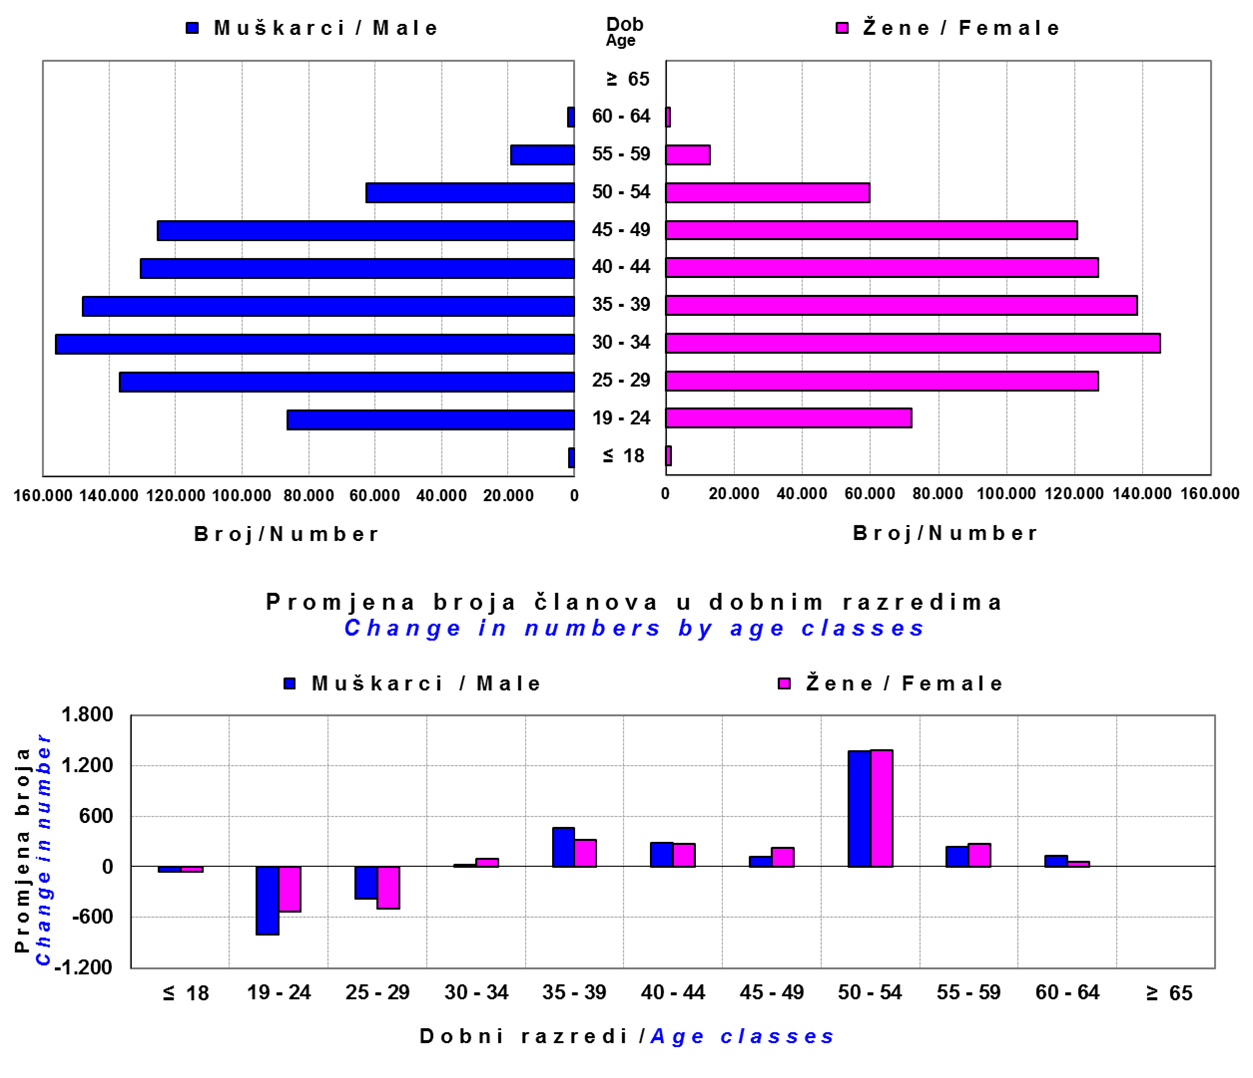 Muškarci / Male
Dob
Age
Žene / Female
≥ 65
60 - 64
55 - 59
50 - 54
45 - 49
40 - 44
35 - 39
30 - 34
25 - 29
19 - 24
≤ 18
160.000 140.000 120.000 100.000 80.000 60.000 40.000 20.000 0
0 20.000 40.000 60.000 80.000 100.000 120.000 140.000 160.000
Broj/Number
Broj/Number
Promjena broja članova u dobnim razredima
Change in numbers by age classes
Muškarci / Male
Žene / Female
Promjena broja
Change in number
1.800
1.200
600
0
-600
-1.200
≤ 18 19 - 24 25 - 29 30 - 34 35 - 39 40 - 44 45 - 49 50 - 54 55 - 59 60 - 64 ≥ 65
Dobni razredi /Age classes